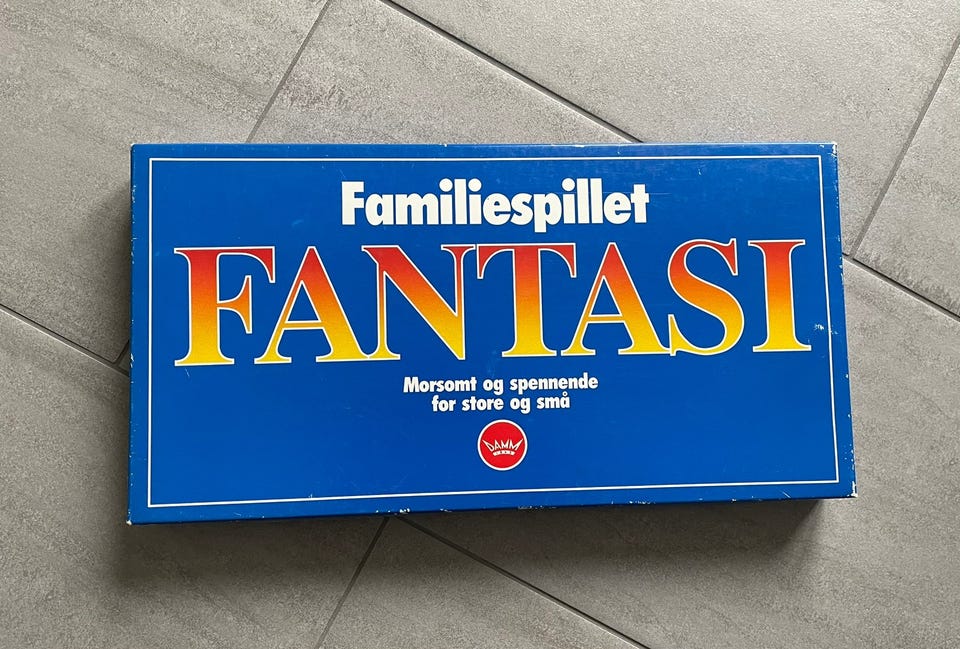 Familiespillet
FANTASI
Morsomt og spennende
for store og små
DAMM